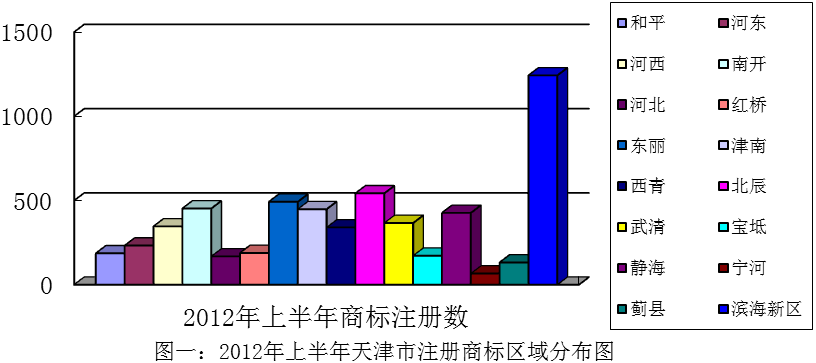 1500
1000
500
0
2012年上半年商标注册数
和平 河东
河西 南开
河北 红桥
东丽 津南
西青 北辰
武清 宝坻
静海 宁河
蓟县 滨海新区
图一：2012年上半年天津市注册商标区域分布图